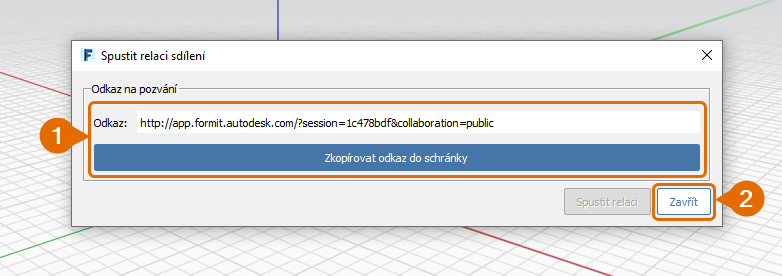 Spustit relaci sdílení
Odkaz na pozvání
Odkaz: http://app.formit.autodesk.com/?session=1c478bdf&collaboration=public
1
Zkopírovat odkaz do schránky
Spustit relaci Zavřít 2